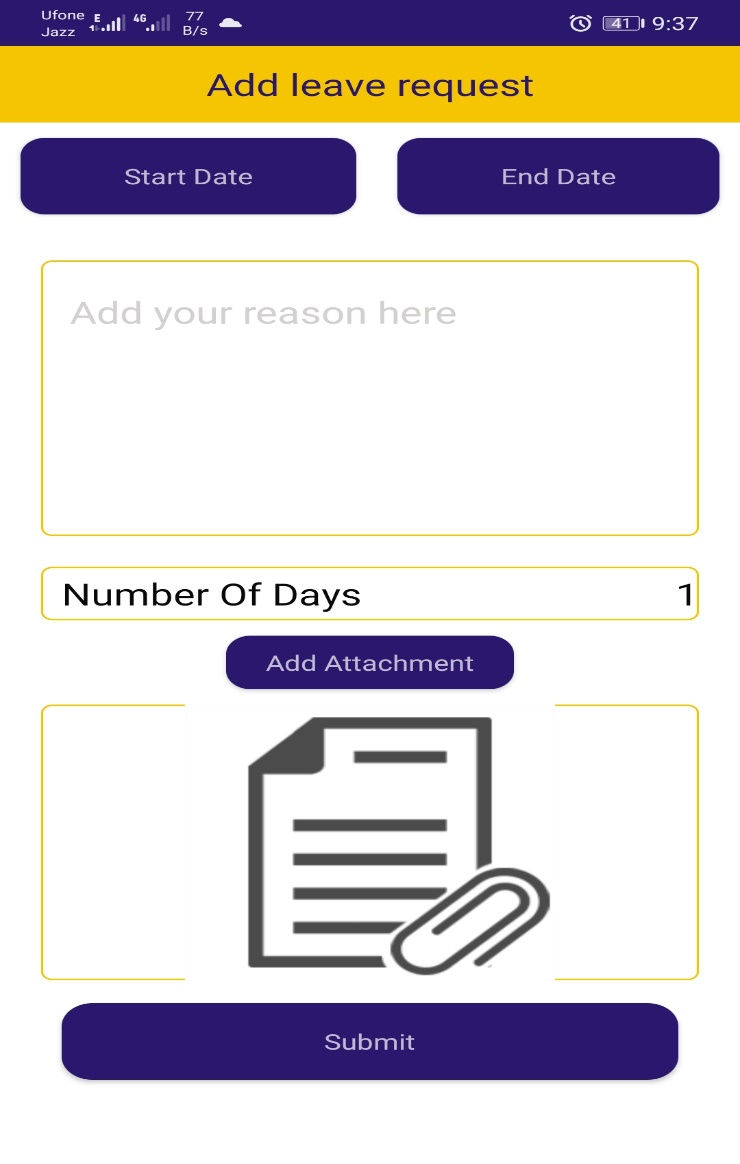 Ufone E 4G 77
Jazz 1 B/s 41 9:37
Add leave request
Start Date End Date
Add your reason here
Number Of Days 1
Add Attachment
Submit